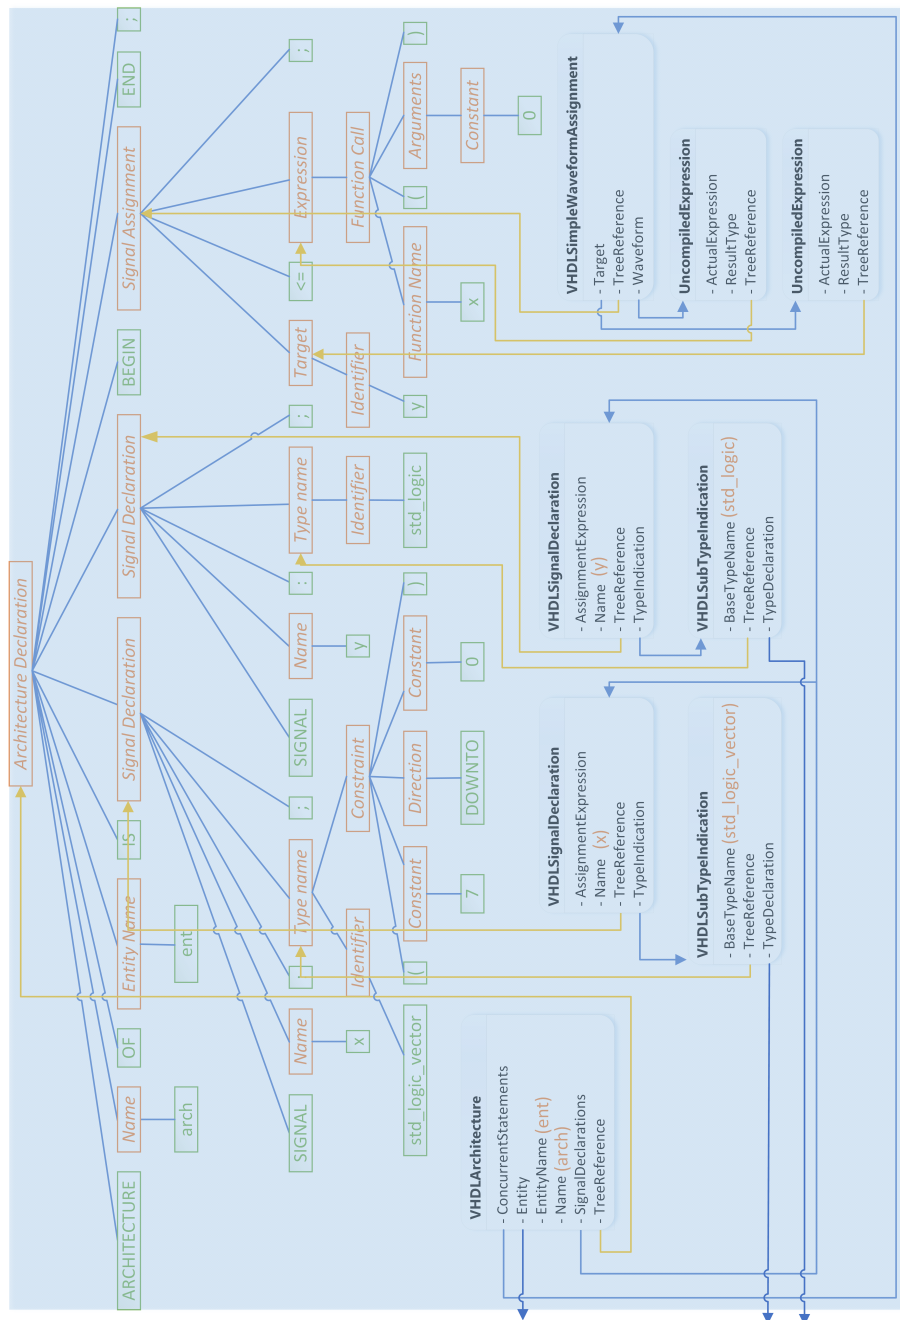 Architecture Declaration
ARCHITECTURE
Name
OF
Entity Name
IS
Signal Declaration
Signal Declaration
BEGIN
Signal Assignment
END
;
arch
ent
SIGNAL
Name
:
Type name
;
SIGNAL
Name
:
Type name
;
Target
<=
Expression
;
x
Identifier
Constraint
y
Identifier
Identifier
Function Call
std_logic_vector
(
Constant
Direction
Constant
)
std_logic
y
Function Name
(
Arguments
)
7
DOWNTO
0
x
Constant
0
VHDLArchitecture
- ConcurrentStatements
- Entity
- EntityName (ent)
- Name (arch)
- SignalDeclarations
- TreeReference
VHDLSignalDeclaration
- AssignmentExpression
- Name (x)
- TreeReference
- TypeIndication
VHDLSubTypeIndication
- BaseTypeName (std_logic_vector)
- TreeReference
- TypeDeclaration
VHDLSignalDeclaration
- AssignmentExpression
- Name (y)
- TreeReference
- TypeIndication
VHDLSubTypeIndication
- BaseTypeName (std_logic)
- TreeReference
- TypeDeclaration
VHDLSimpleWaveformAssignment
- Target
- TreeReference
- Waveform
UncompiledExpression
- ActualExpression
- ResultType
- TreeReference
UncompiledExpression
- ActualExpression
- ResultType
- TreeReference